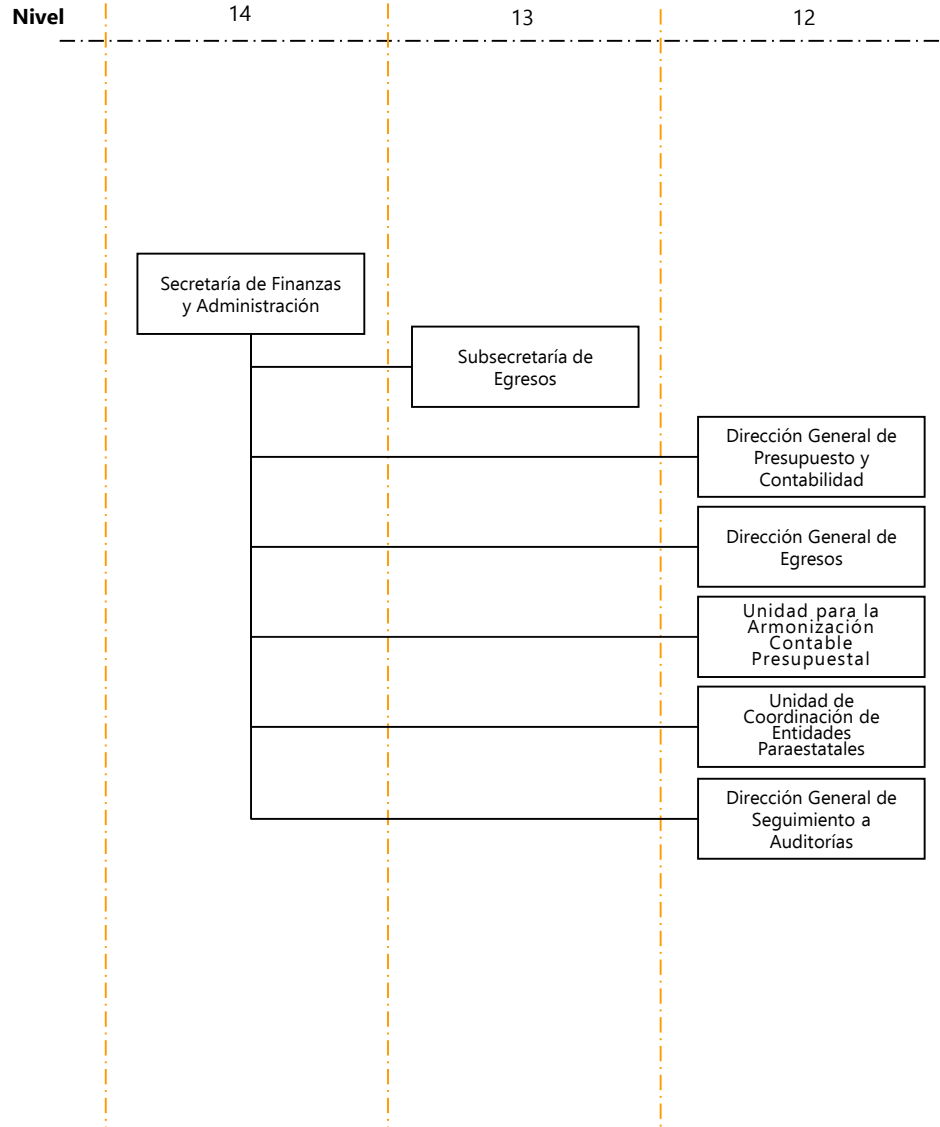 Nivel 14 13 12
Secretaría de Finanzas
y Administración
Subsecretaría de
Egresos
Dirección General de
Presupuesto y
Contabilidad
Dirección General de
Egresos
Unidad para la
Armonización
Contable
Presupuestal
Unidad de
Coordinación de
Entidades
Paraestatales
Dirección General de
Seguimiento a
Auditorías